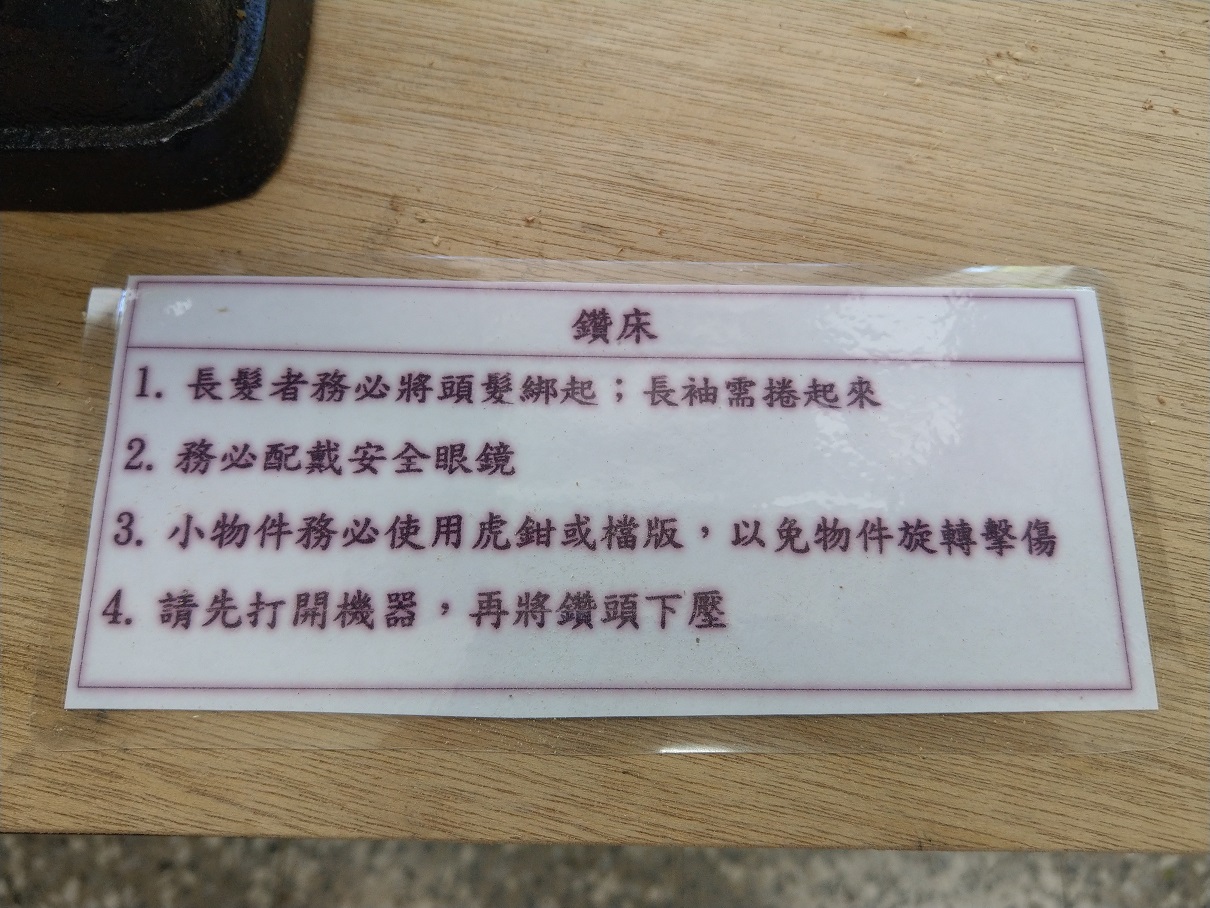 鑽床
1. 長髮者務必將頭髮綁起；長袖需捲起來
2. 務必配戴安全眼鏡
3. 小物件務必使用虎鉗或檔版，以免物件旋轉擊傷
4. 請先打開機器，再將鑽頭下壓